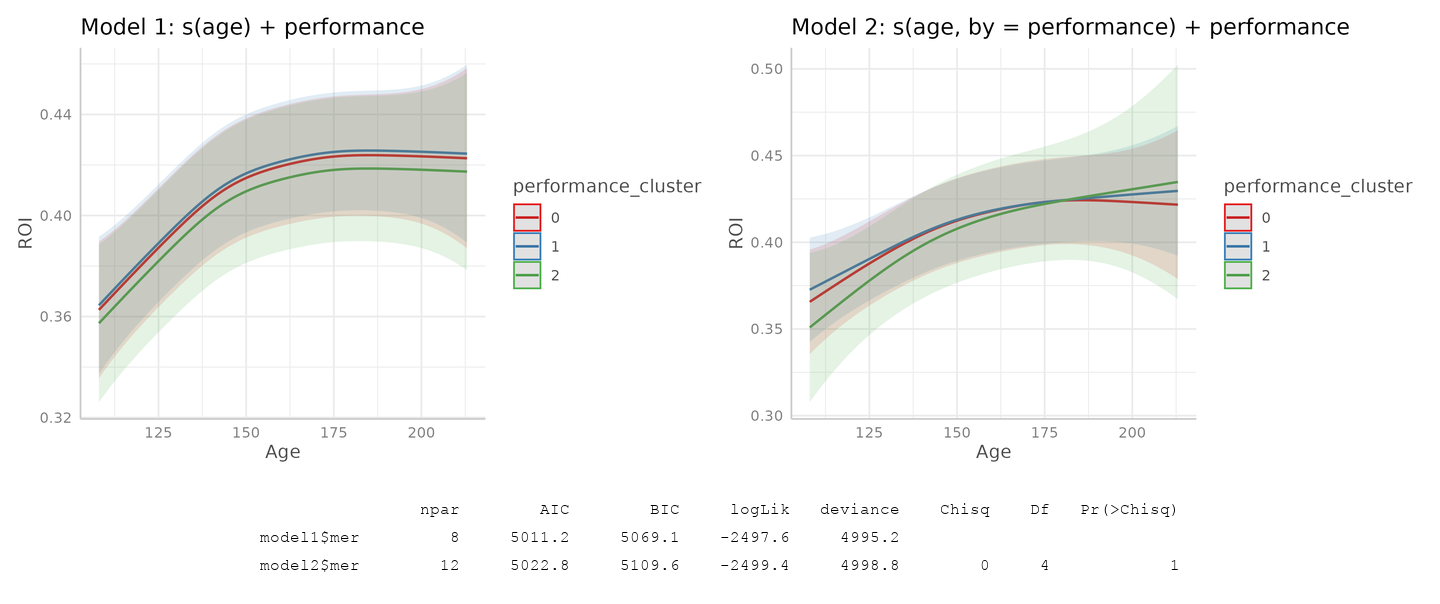 Model 1: s(age) + performance
0.44
0.40
0.36
0.32
ROI
125 150 175 200
Age
performance_cluster
0
1
2
Model 2: s(age, by = performance) + performance
0.50
0.45
0.40
0.35
0.30
ROI
125 150 175 200
Age
performance_cluster
0
1
2
npar AIC BIC logLik deviance Chisq Df Pr(>Chisq)
model1$mer 8 5011.2 5069.1 -2497.6 4995.2
model2$mer 12 5022.8 5109.6 -2499.4 4998.8 0 4 1